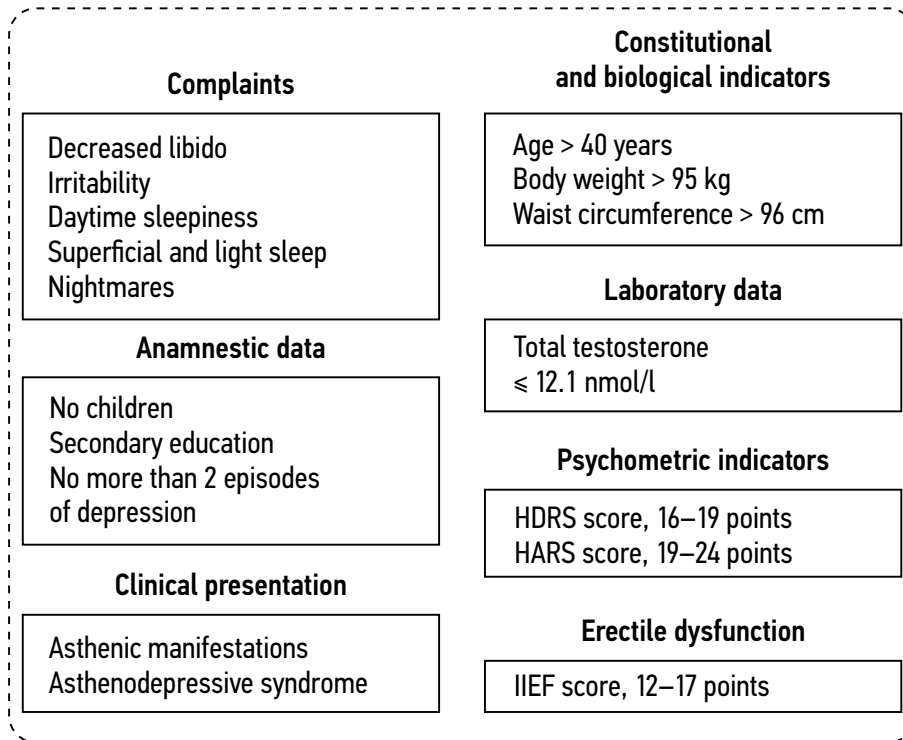 Complaints
Decreased libido
Irritability
Daytime sleepiness
Superficial and light sleep
Nightmares
Anamnestic data
No children
Secondary education
No more than 2 episodes
of depression
Clinical presentation
Asthenic manifestations
Asthenodepressive syndrome
Constitutional
and biological indicators
Age > 40 years
Body weight > 95 kg
Waist circumference > 96 cm
Laboratory data
Total testosterone
⩽ 12.1 nmol/l
Psychometric indicators
HDRS score, 16–19 points
HARS score, 19–24 points
Erectile dysfunction
IIEF score, 12–17 points